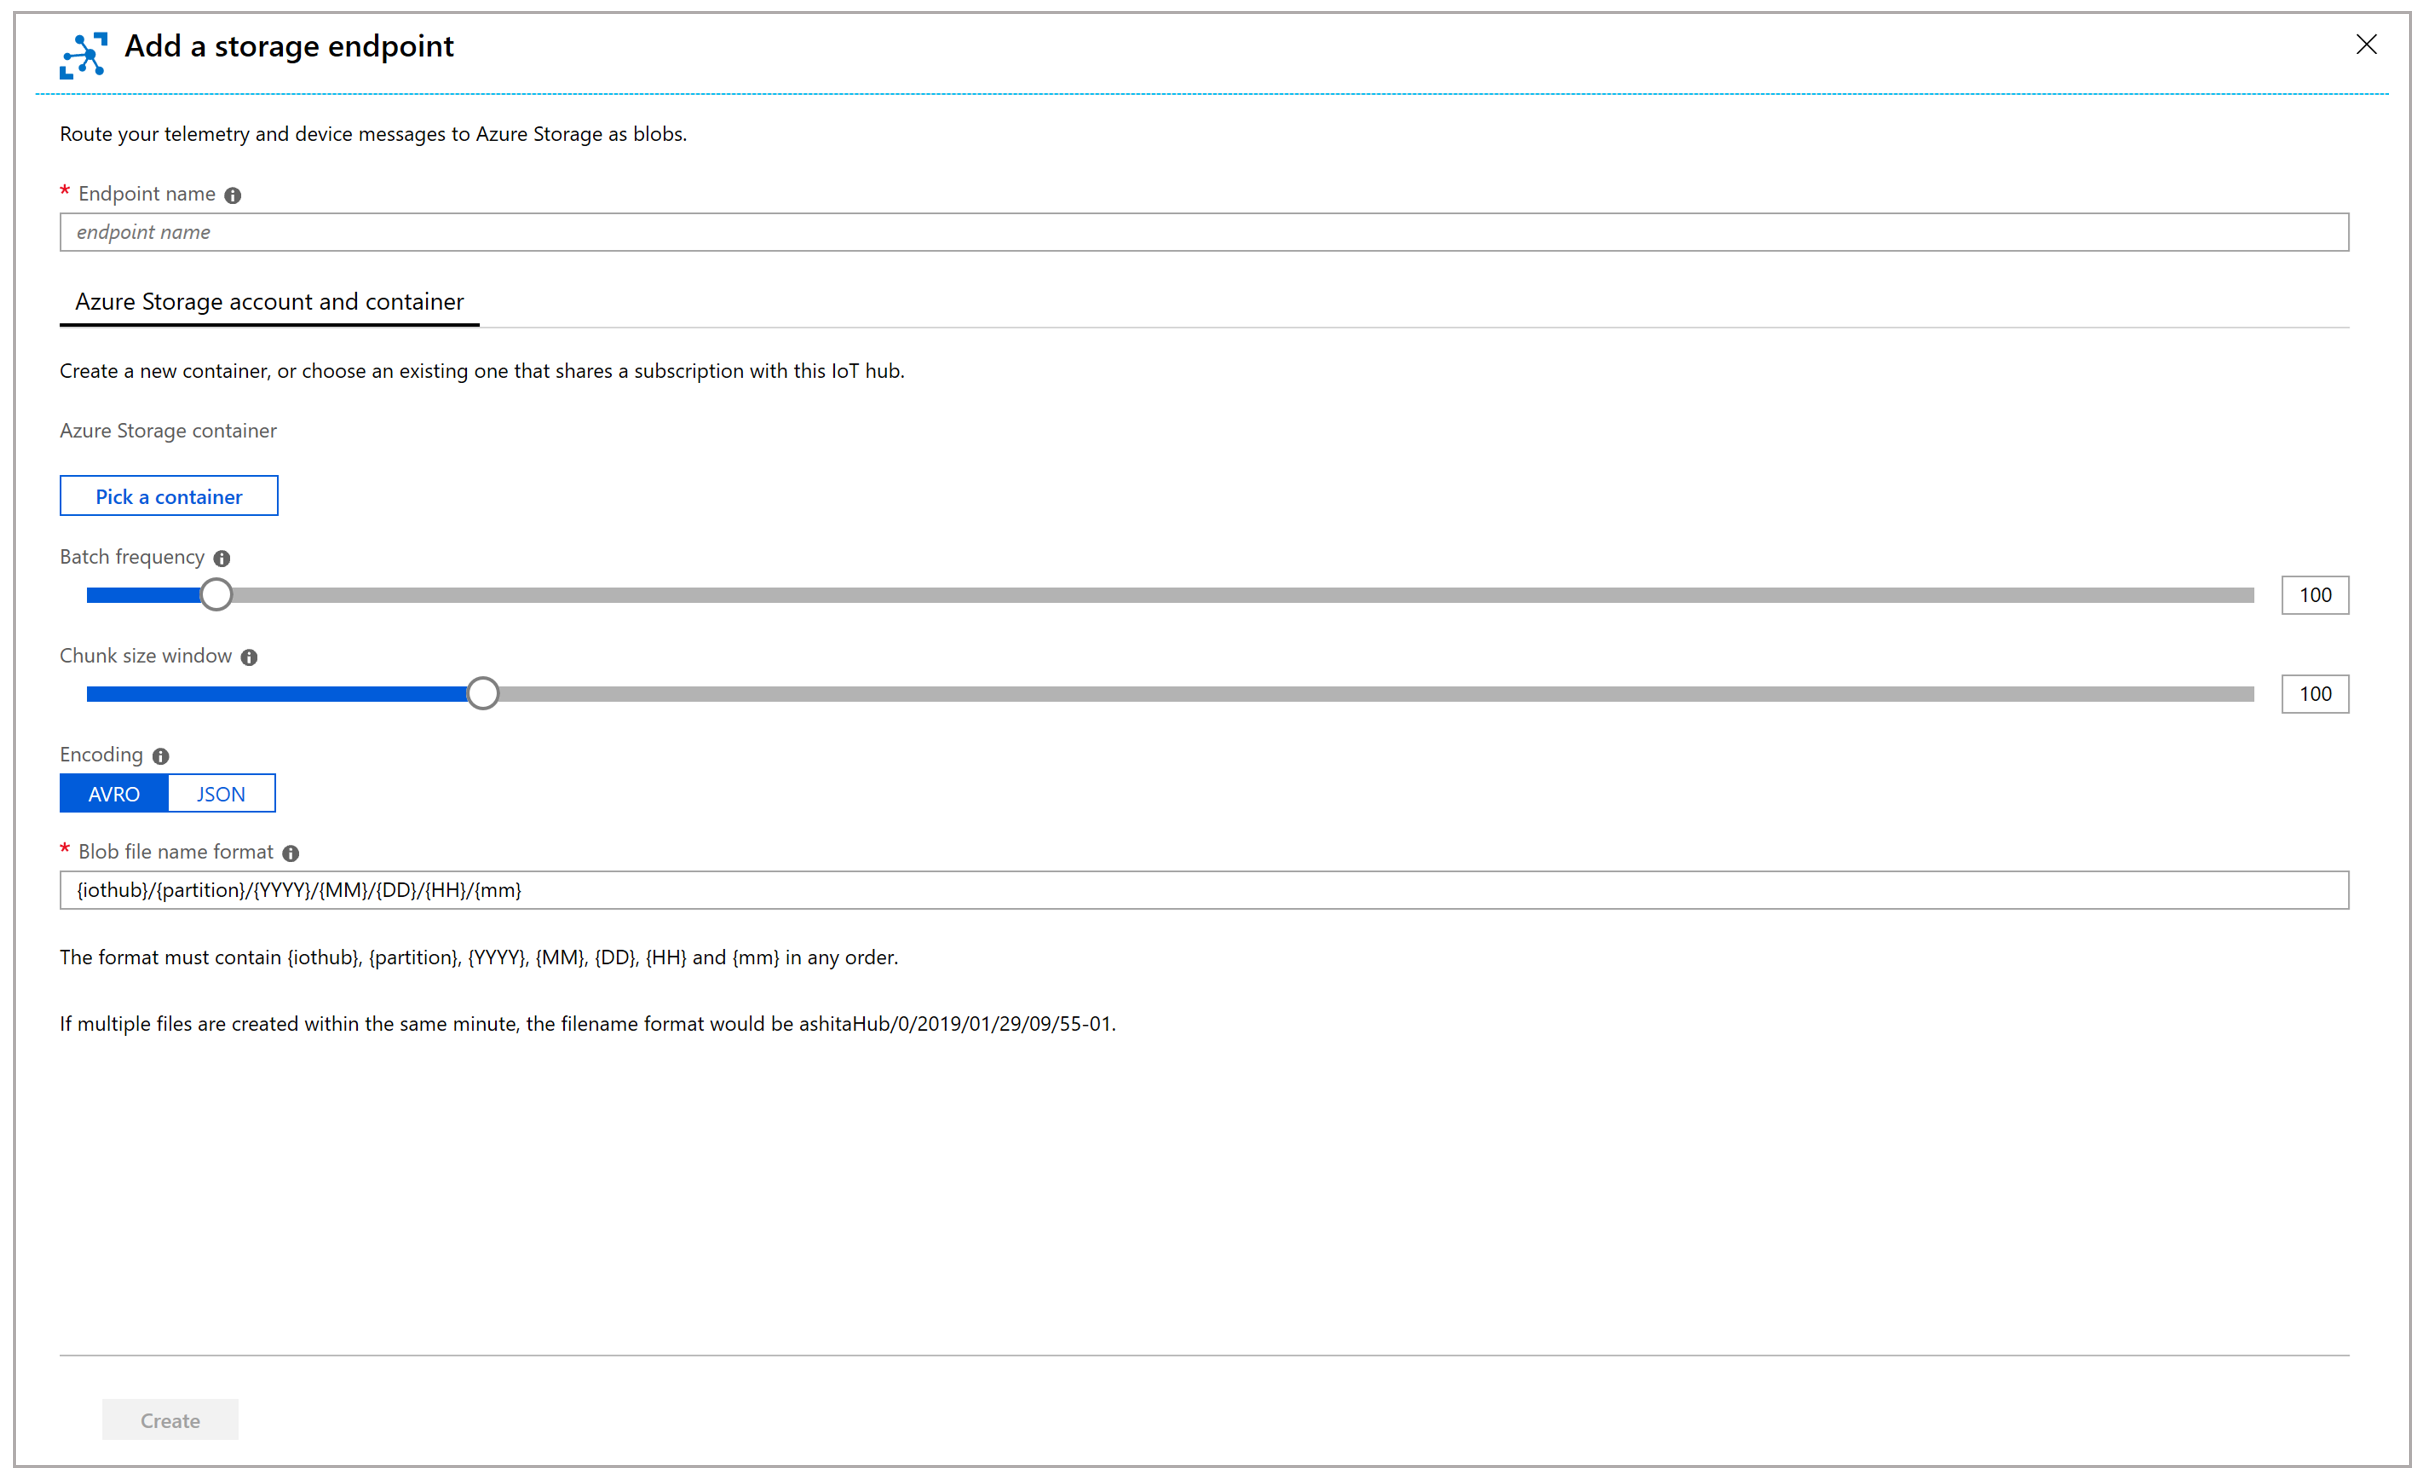 Add a storage endpoint
Route your telemetry and device messages to Azure Storage as blobs.
* Endpoint name
endpoint name
Azure Storage account and container
Create a new container, or choose an existing one that shares a subscription with this IoT hub.
Azure Storage container
Pick a container
Batch frequency
100
Chunk size window
100
Encoding
AVRO JSON
* Blob file name format
{iothub}/{partition}/{YYYY}/{MM}/{DD}/{HH}/{mm}
The format must contain {iothub}, {partition}, {YYYY}, {MM}, {DD}, {HH} and {mm} in any order.
If multiple files are created within the same minute, the filename format would be ashitaHub/0/2019/01/29/09/55-01.
Create